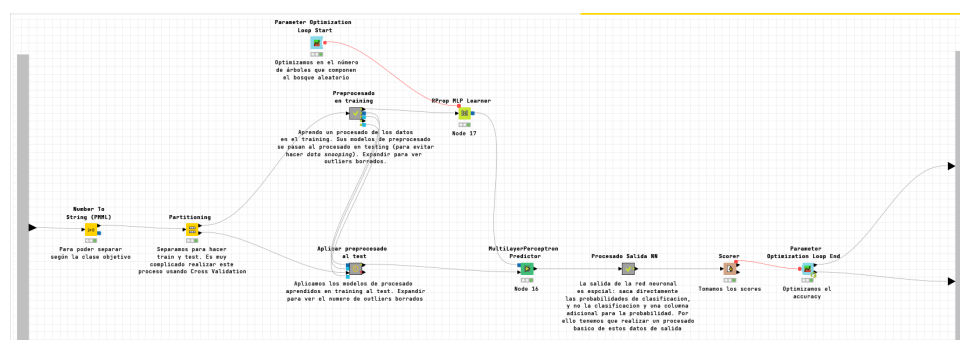 Parameter Optimization
Loop Start
Optimizamos en el número
de árboles que componen
el bosque aleatorio
Preprocesado
en training
Aprendo un procesado de los datos
en el training. Sus modelos de preprocesado
se pasan al procesado en testing (para evitar
hacer data snooping). Expandir para ver
outliers borrados.
RProp MLP Learner
Node 17
Number To
String (PMML)
Para poder separar
según la clase objetivo
Partitioning
Separamos para hacer
train y test. Es muy
complicado realizar este
proceso usando Cross Validation
Aplicar preprocesado
al test
Aplicamos los modelos de procesado
aprendidos en training al test. Expandir
para ver el numero de outliers borrados
MultilayerPerceptron
Predictor
Node 16
Procesado Salida NN
La salida de la red neuronal
es espcial: saca directamente
las probabilidades de clasificacion,
y no la clasificacion y una columna
adicional para la probabilidad. Por
ello tenemos que realizar un procesado
basico de estos datos de salida
Scorer
Tomamos los scores
Parameter
Optimization Loop End
Optimizamos el
accuracy